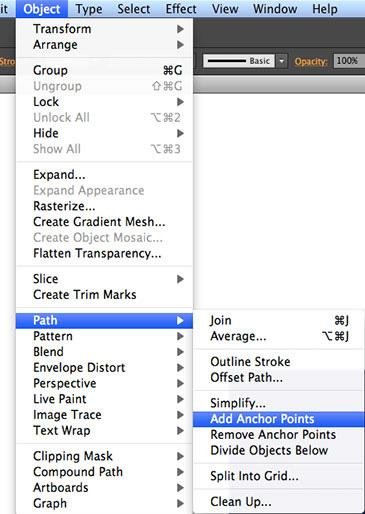 it Object Type Select Effect View Window Help
Stro Basic Opacity: 100%
Transform
Arrange
Group ⌘G
Ungroup ⇧⌘G
Lock
Unlock All ⌥⌘2
Hide
Show All ⌥⌘3
Expand...
Expand Appearance
Rasterize...
Create Gradient Mesh...
Create Object Mosaic...
Flatten Transparency...
Slice
Create Trim Marks
Path
Pattern
Blend
Envelope Distort
Perspective
Live Paint
Image Trace
Text Wrap
Clipping Mask
Compound Path
Artboards
Graph
Join ⌘J
Average... ⌥⌘J
Outline Stroke
Offset Path...
Simplify...
Add Anchor Points
Remove Anchor Points
Divide Objects Below
Split Into Grid...
Clean Up...